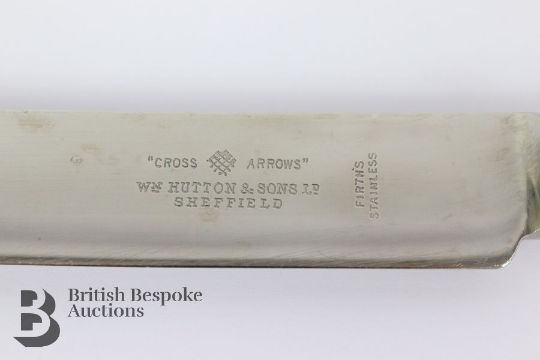 "CROSS ARROWS"
WM HUTTON & SONS LD
SHEFFIELD
FIRTH'S
STAINLESS
British Bespoke
Auctions